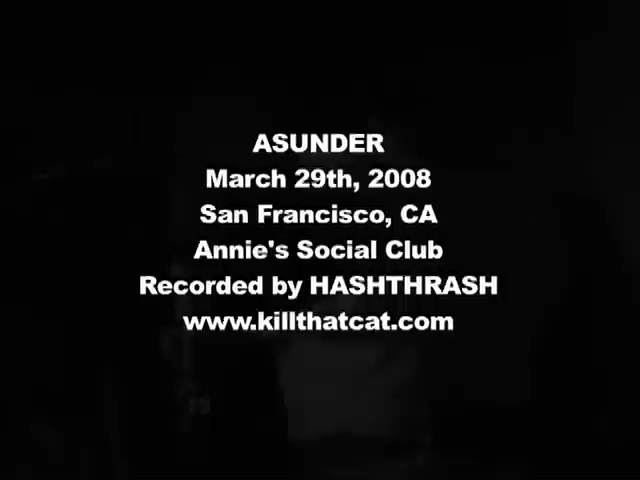 ASUNDER
March 29th, 2008
San Francisco, CA
Annie's Social Club
Recorded by HASHTHRASH
www.killthatcat.com